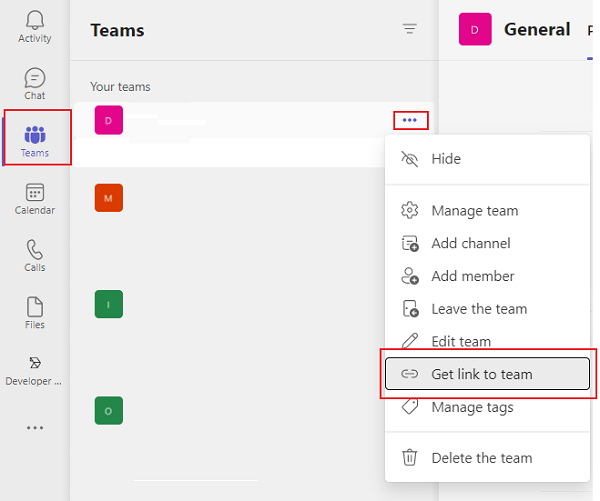 Activity
Chat
Teams
Calendar
Calls
Files
Developer ...
Teams
Your teams
D
M
I
O
D
General
P
Hide
Manage team
Add channel
Add member
Leave the team
Edit team
Get link to team
Manage tags
Delete the team